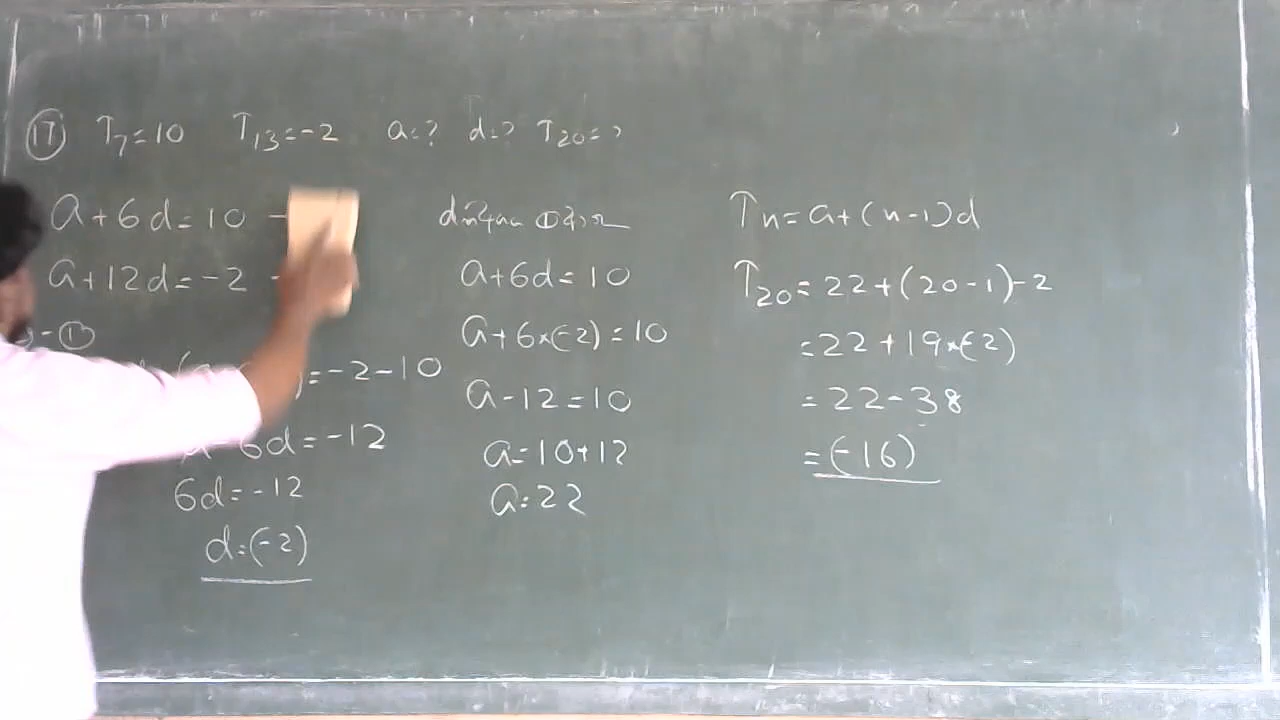 17 T7=10 T13=-2 a=? d=? T20=?
a+6d=10 -
a+12d=-2 -
- ①
=-2-10
6d=-12
6d=-12
d=(-2)
a+6d=10
a+6×(-2)=10
a-12=10
a=10+12
a=22
Tn=a+(n-1)d
T20=22+(20-1)-2
=22+19×(-2)
=22-38
=(-16)